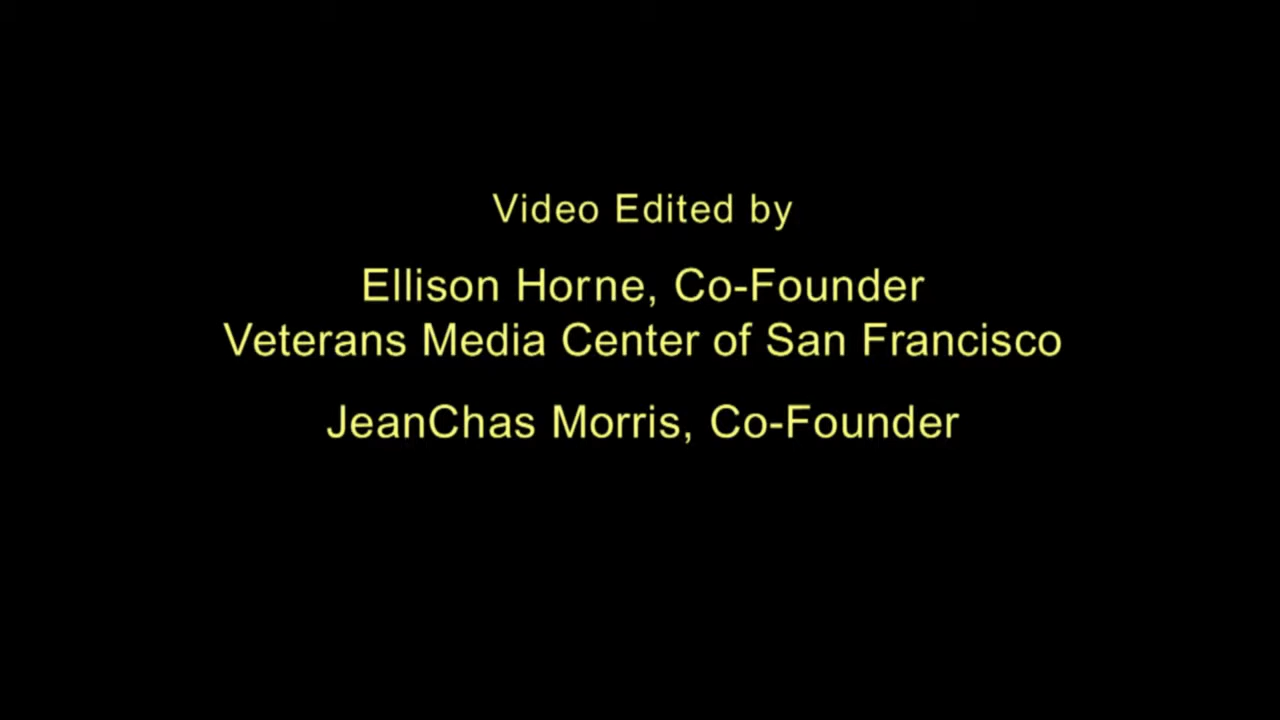 Video Edited by
Ellison Horne, Co-Founder
Veterans Media Center of San Francisco
JeanChas Morris, Co-Founder